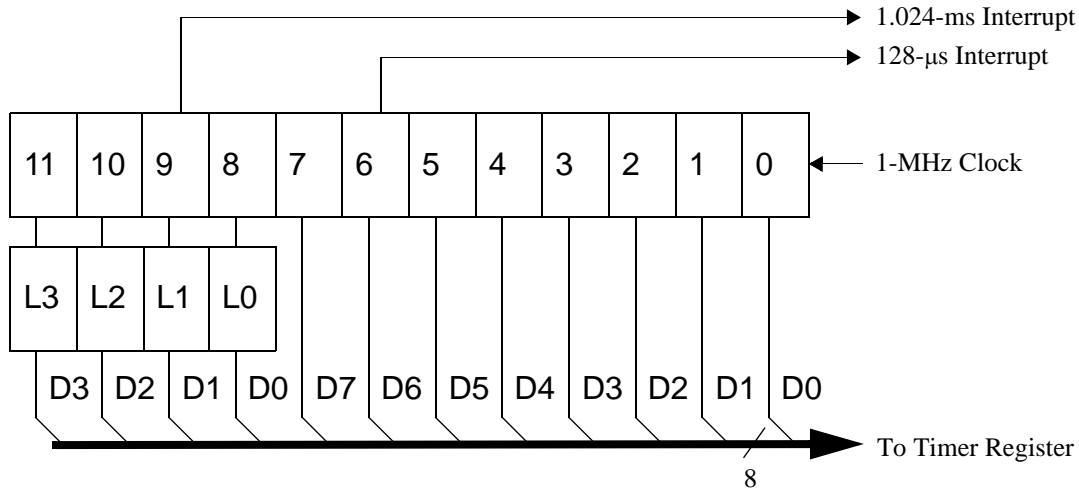 1.024-ms Interrupt
128-μs Interrupt
11 10 9 8 7 6 5 4 3 2 1 0
1-MHz Clock
L3 L2 L1 L0
D3 D2 D1 D0 D7 D6 D5 D4 D3 D2 D1 D0
To Timer Register
8